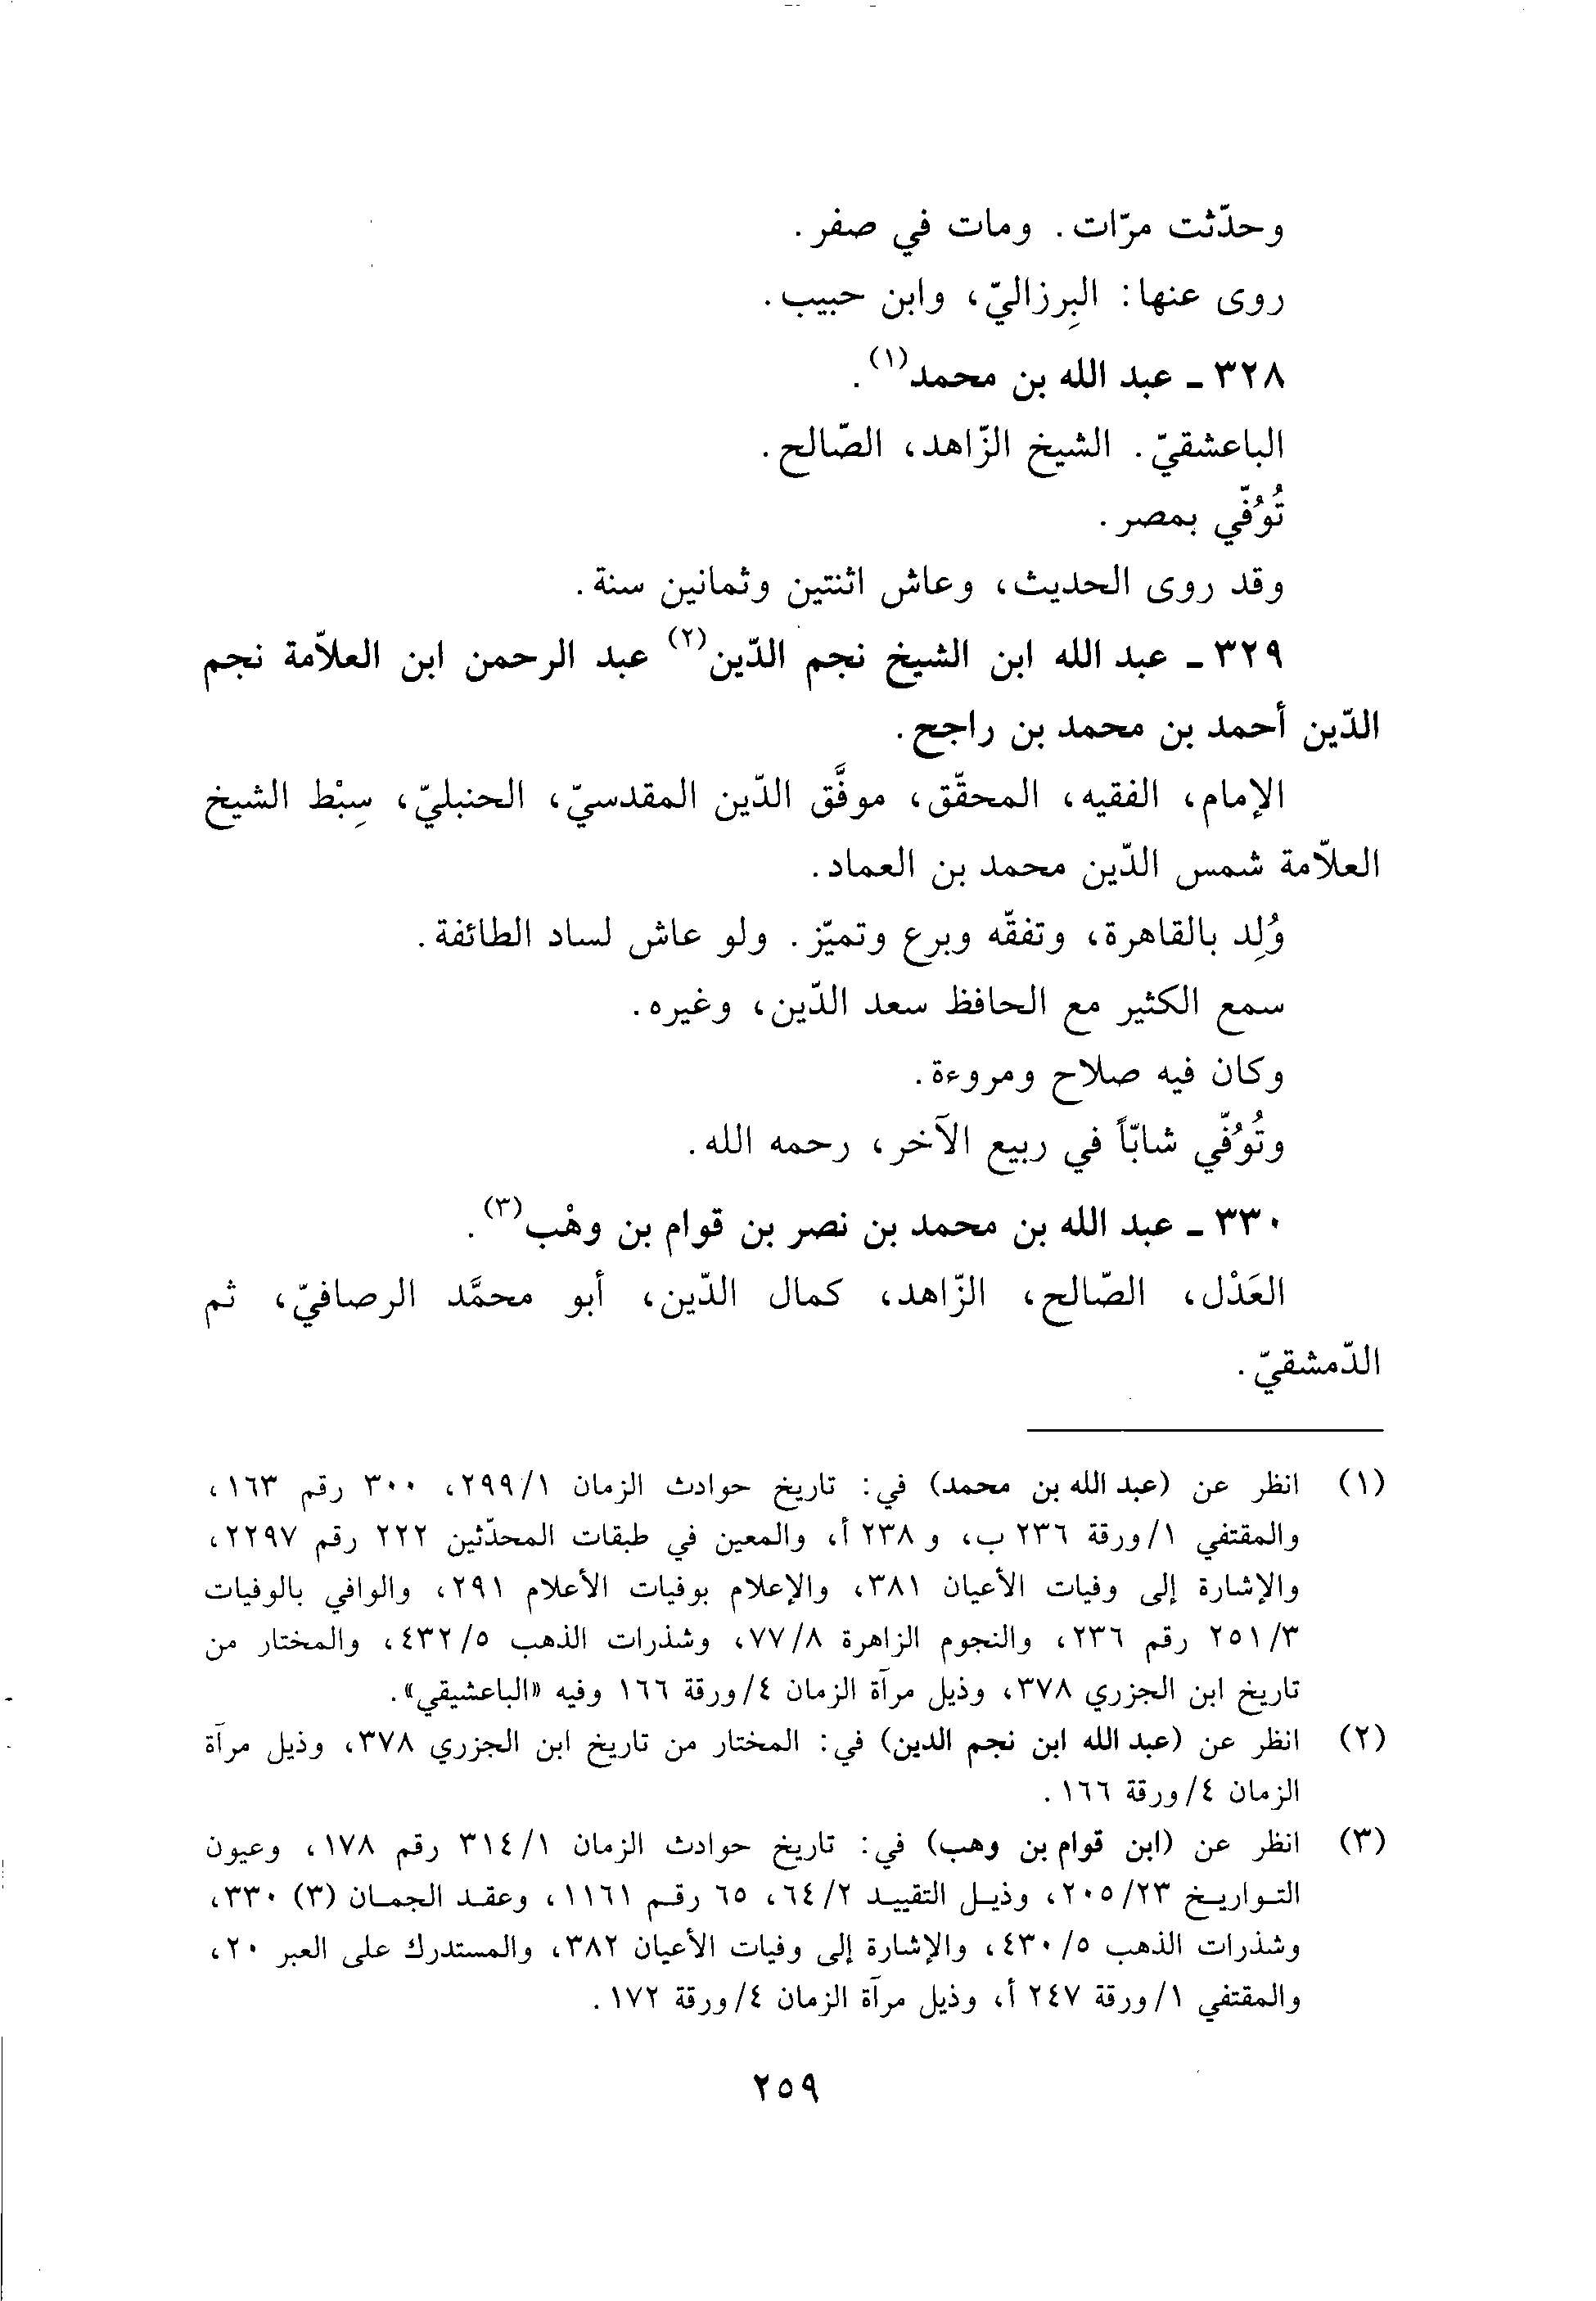 وحدّثت مرّات. ومات في صفر.
روى عنها: البِرزاليّ، وابن حبيب.
٣٢٨ ـ عبد الله بن محمد(١).
الباعشقيّ. الشيخ الزّاهد، الصّالح.
تُوُفّي بمصر.
وقد روى الحديث، وعاش اثنتين وثمانين سنة.
٣٢٩ ـ عبد الله ابن الشيخ نجم الدّين(٢) عبد الرحمن ابن العلاّمة نجم
الدّين أحمد بن محمد بن راجح.
الإمام، الفقيه، المحقّق، موفَّق الدّين المقدسيّ، الحنبليّ، سِبْط الشيخ
العلاّمة شمس الدّين محمد بن العماد.
وُلِد بالقاهرة، وتفقّه وبرع وتميّز. ولو عاش لساد الطائفة.
سمع الكثير مع الحافظ سعد الدّين، وغيره.
وكان فيه صلاح ومروءة.
وتُوُفّي شابّاً في ربيع الآخر، رحمه الله.
٣٣٠ ـ عبد الله بن محمد بن نصر بن قوام بن وهْب(٣).
العَدْل، الصّالح، الزّاهد، كمال الدّين، أبو محمَّد الرصافيّ، ثم
الدّمشقيّ.
(١) انظر عن (عبد الله بن محمد) في: تاريخ حوادث الزمان ٢٩٩/١، ٣٠٠ رقم ١٦٣،
والمقتفي ١/ورقة ٢٣٦ ب، و ٢٣٨ أ، والمعين في طبقات المحدّثين ٢٢٢ رقم ٢٢٩٧،
والإشارة إلى وفيات الأعيان ٣٨١، والإعلام بوفيات الأعلام ٢٩١، والوافي بالوفيات
٢٥١/٣ رقم ٢٣٦، والنجوم الزاهرة ٧٧/٨، وشذرات الذهب ٤٣٢/٥، والمختار من
تاريخ ابن الجزري ٣٧٨، وذيل مرآة الزمان ٤/ورقة ١٦٦ وفيه «الباعشيقي».
(٢) انظر عن (عبد الله ابن نجم الدين) في: المختار من تاريخ ابن الجزري ٣٧٨، وذيل مرآة
الزمان ٤/ورقة ١٦٦.
(٣) انظر عن (ابن قوام بن وهب) في: تاريخ حوادث الزمان ٣١٤/١ رقم ١٧٨، وعيون
التواريخ ٢٠٥/٢٣، وذيل التقييد ٦٤/٢، ٦٥ رقم ١١٦١، وعقد الجمان (٣) ٣٣٠،
وشذرات الذهب ٤٣٠/٥، والإشارة إلى وفيات الأعيان ٣٨٢، والمستدرك على العبر ٢٠،
والمقتفي ١/ورقة ٢٤٧ أ، وذيل مرآة الزمان ٤/ورقة ١٧٢.
٢٥٩